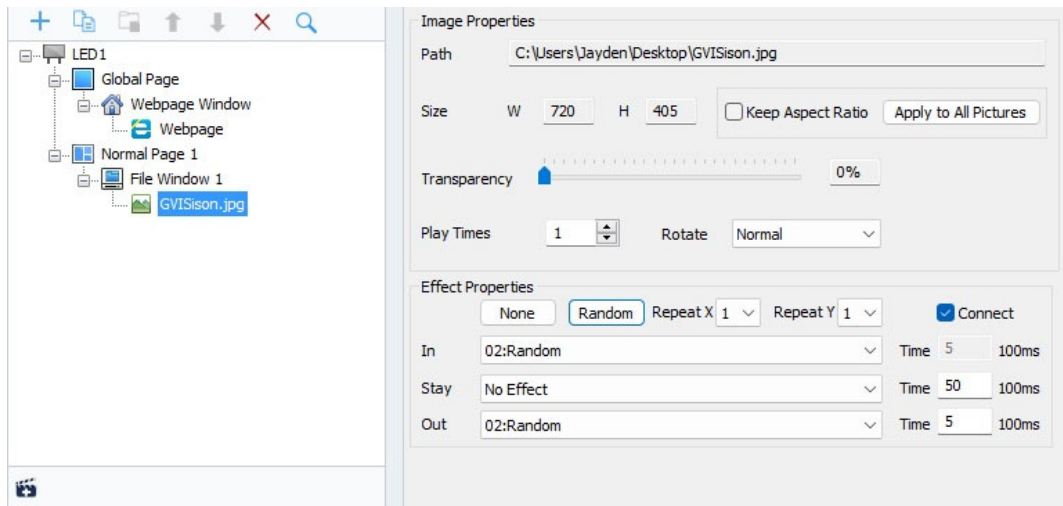 LED1
Global Page
Webpage Window
Webpage
Normal Page 1
File Window 1
GVISison.jpg
Image Properties
Path C:\Users\Jayden\Desktop\GVISison.jpg
Size W 720 H 405 Keep Aspect Ratio Apply to All Pictures
Transparency 0%
Play Times 1 Rotate Normal
Effect Properties
None Random Repeat X 1 Repeat Y 1 Connect
In 02:Random Time 5 100ms
Stay No Effect Time 50 100ms
Out 02:Random Time 5 100ms